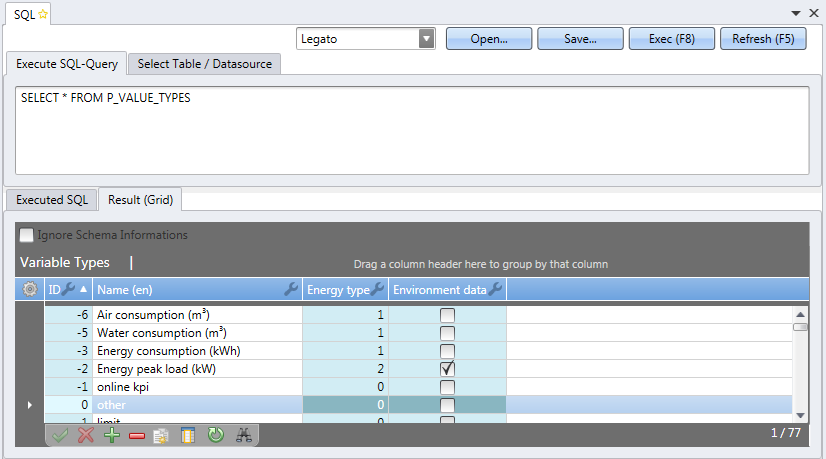 SQL
Legato Open... Save... Exec (F8) Refresh (F5)
Execute SQL-Query Select Table / Datasource
SELECT * FROM P_VALUE_TYPES
Executed SQL Result (Grid)
Ignore Schema Informations
Variable Types | Drag a column header here to group by that column
ID Name (en) Energy type Environment data
-6 Air consumption (m³) 1
-5 Water consumption (m³) 1
-3 Energy consumption (kWh) 1
-2 Energy peak load (kW) 2
-1 online kpi 0
0 other 0
1 limit 0
1 / 77